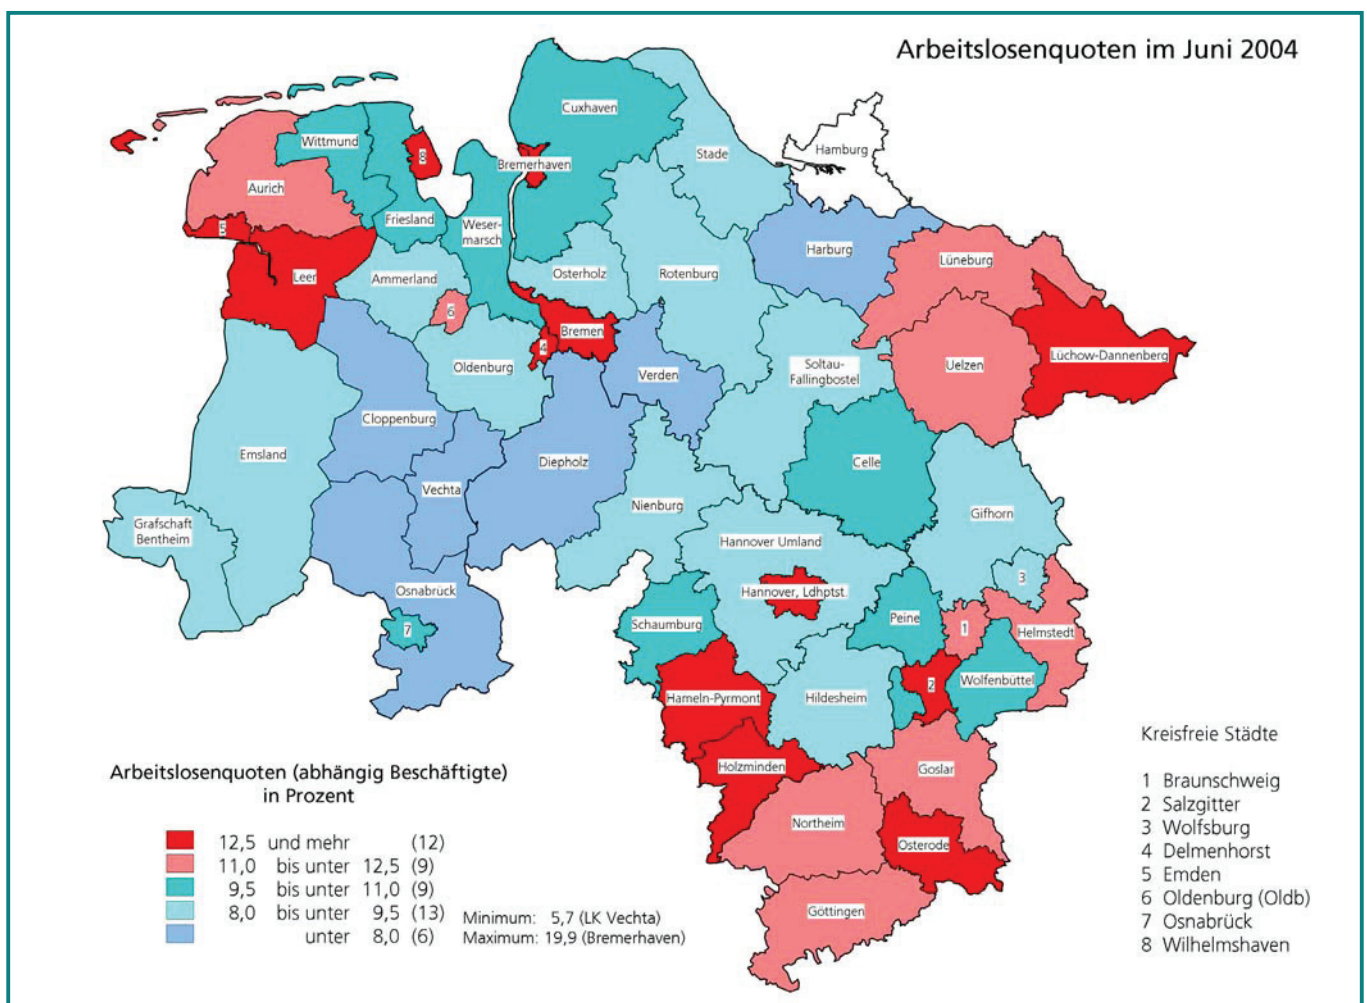 Arbeitslosenquoten im Juni 2004
Cuxhaven
Wittmund
Stade
Hamburg
8
Bremerhaven
Aurich
Friesland
Weser-
marsch
5
Harburg
Lüneburg
Leer
Ammerland
Osterholz
Rotenburg
6
Bremen
4
Lüchow-Dannenberg
Oldenburg
Verden
Soltau-
Fallingbostel
Uelzen
Cloppenburg
Emsland
Diepholz
Celle
Vechta
Nienburg
Gifhorn
Grafschaft
Bentheim
Hannover Umland
3
Osnabrück
Hannover, Ldhptst.
7
Schaumburg
Peine
1
Helmstedt
Wolfenbüttel
2
Hameln-Pyrmont
Hildesheim
Holzminden
Goslar
Northeim
Osterode
Göttingen
Arbeitslosenquoten (abhängig Beschäftigte)
in Prozent
12,5 und mehr (12)
11,0 bis unter 12,5 (9)
9,5 bis unter 11,0 (9)
8,0 bis unter 9,5 (13)
unter 8,0 (6)
Minimum: 5,7 (LK Vechta)
Maximum: 19,9 (Bremerhaven)
Kreisfreie Städte
1 Braunschweig
2 Salzgitter
3 Wolfsburg
4 Delmenhorst
5 Emden
6 Oldenburg (Oldb)
7 Osnabrück
8 Wilhelmshaven